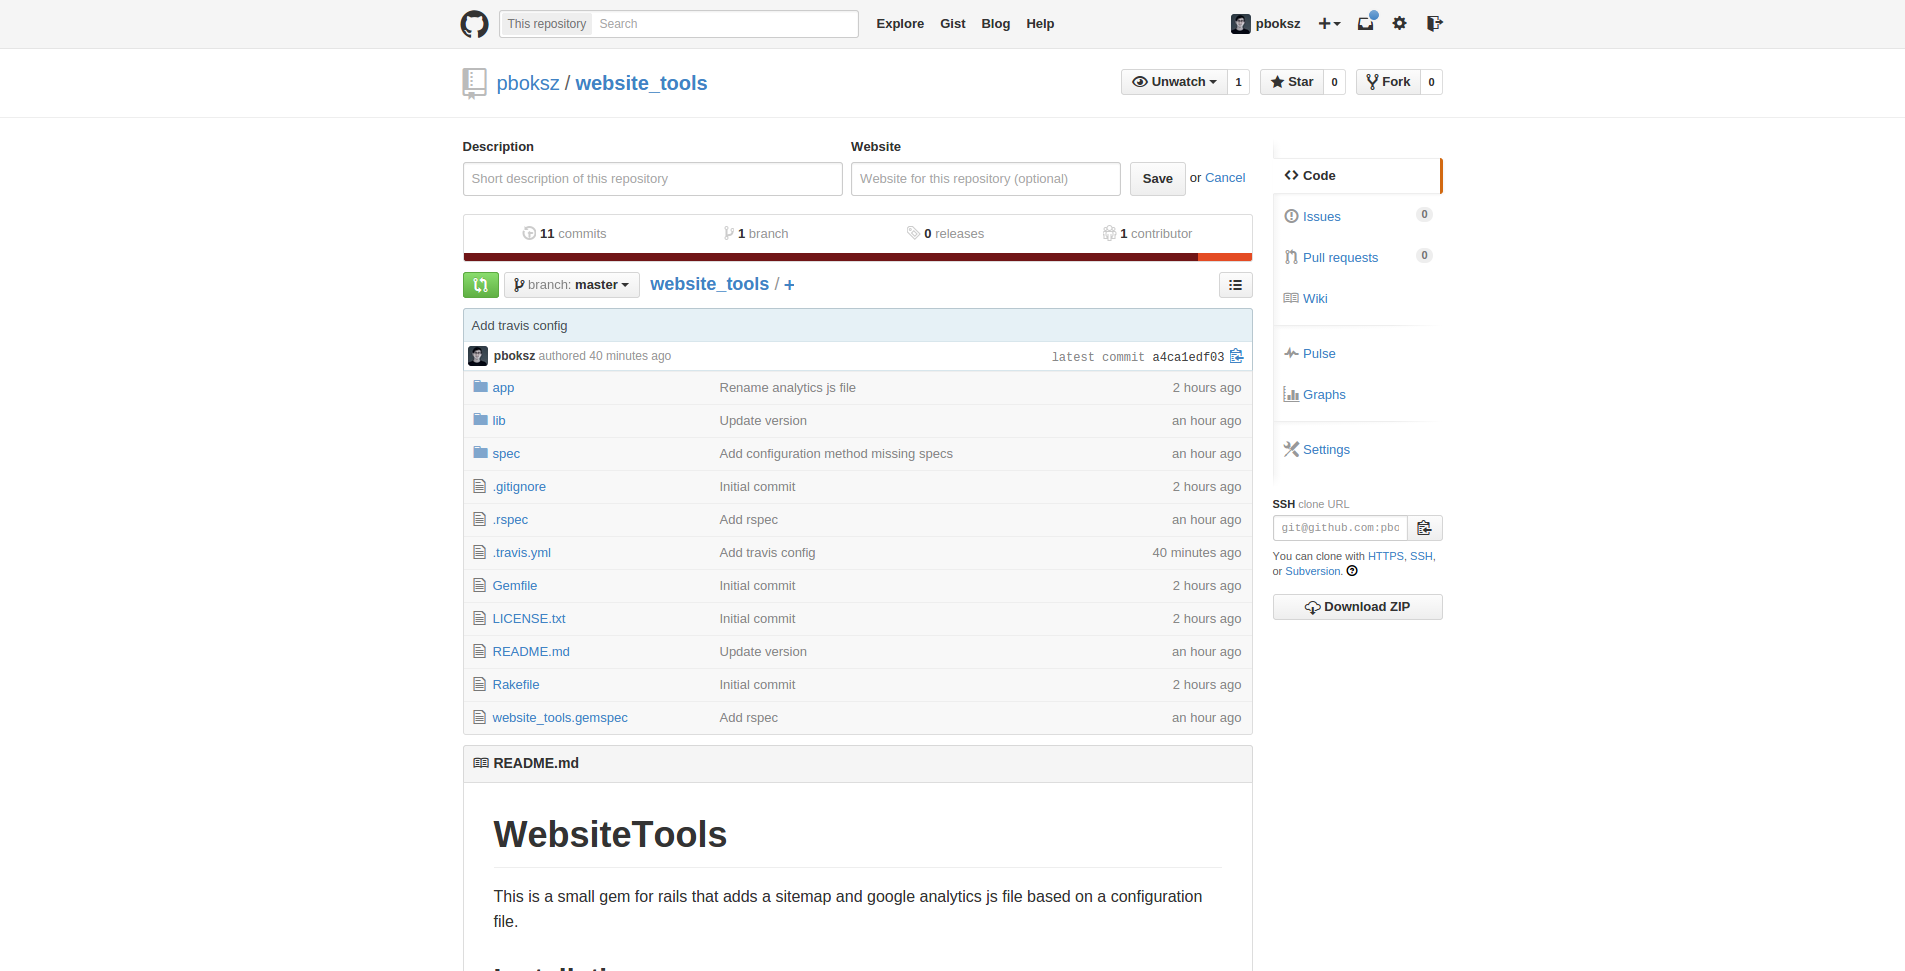 This repository Search Explore Gist Blog Help pboksz
pboksz / website_tools Unwatch 1 Star 0 Fork 0
Description Website
Short description of this repository Website for this repository (optional) Save or Cancel
11 commits 1 branch 0 releases 1 contributor
branch: master website_tools / +
Add travis config
pboksz authored 40 minutes ago latest commit a4ca1edf03
app Rename analytics js file 2 hours ago
lib Update version an hour ago
spec Add configuration method missing specs an hour ago
.gitignore Initial commit 2 hours ago
.rspec Add rspec an hour ago
.travis.yml Add travis config 40 minutes ago
Gemfile Initial commit 2 hours ago
LICENSE.txt Initial commit 2 hours ago
README.md Update version an hour ago
Rakefile Initial commit 2 hours ago
website_tools.gemspec Add rspec an hour ago
README.md
WebsiteTools
This is a small gem for rails that adds a sitemap and google analytics js file based on a configuration
file.
Code
Issues 0
Pull requests 0
Wiki
Pulse
Graphs
Settings
SSH clone URL
git@github.com:pbo
You can clone with HTTPS, SSH,
or Subversion.
Download ZIP